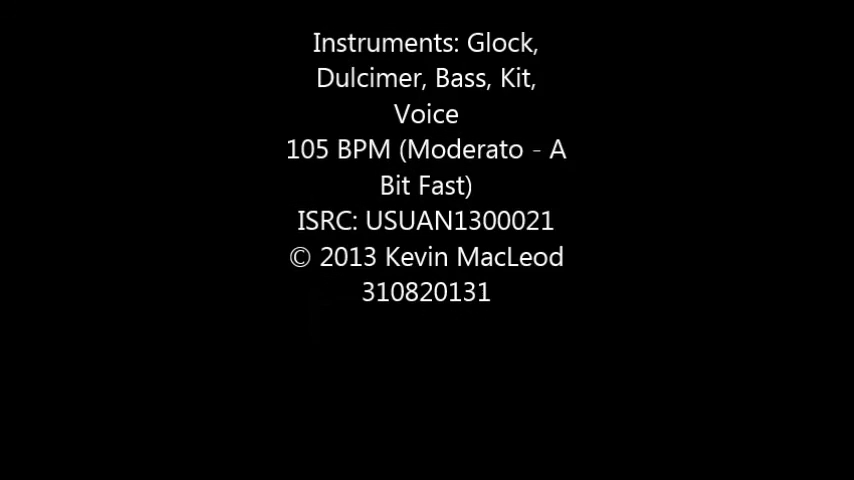 Instruments: Glock,
Dulcimer, Bass, Kit,
Voice
105 BPM (Moderato - A
Bit Fast)
ISRC: USUAN1300021
© 2013 Kevin MacLeod
310820131